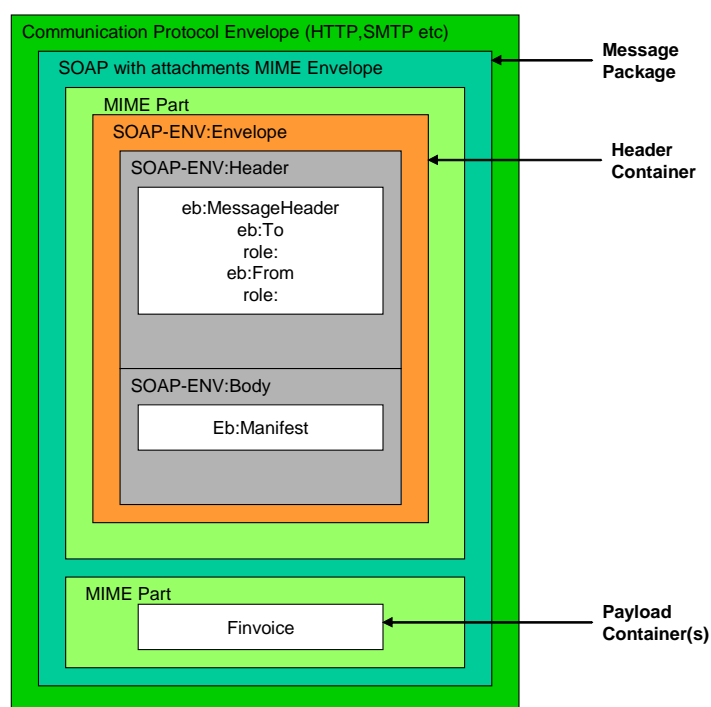 Communication Protocol Envelope (HTTP,SMTP etc)
Message
Package
SOAP with attachments MIME Envelope
MIME Part
SOAP-ENV:Envelope
Header
Container
SOAP-ENV:Header
eb:MessageHeader
eb:To
role:
eb:From
role:
SOAP-ENV:Body
Eb:Manifest
MIME Part
Finvoice
Payload
Container(s)